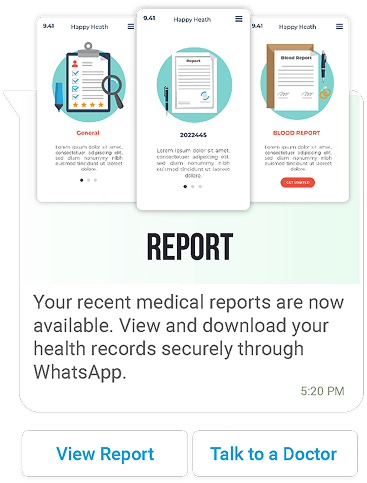 9.41 Happy Heath
General
Lorem ipsum dolor sit amet,
consectetuer adipiscing elit,
sed diam nonummy nibh
euismod tincidunt ut laoreet
dolore
9.41 Happy Heath
Report
2022445
Lorem ipsum dolor sit amet,
consectetuer adipiscing elit,
sed diam nonummy nibh
euismod tincidunt ut laoreet
dolore
9.41 Happy Heath
Blood Report
BLOOD REPORT
Lorem ipsum dolor sit amet,
consectetuer adipiscing elit,
sed diam nonummy nibh
euismod tincidunt ut laoreet
dolore
GET STARTED
REPORT
Your recent medical reports are now
available. View and download your
health records securely through
WhatsApp.
5:20 PM
View Report
Talk to a Doctor